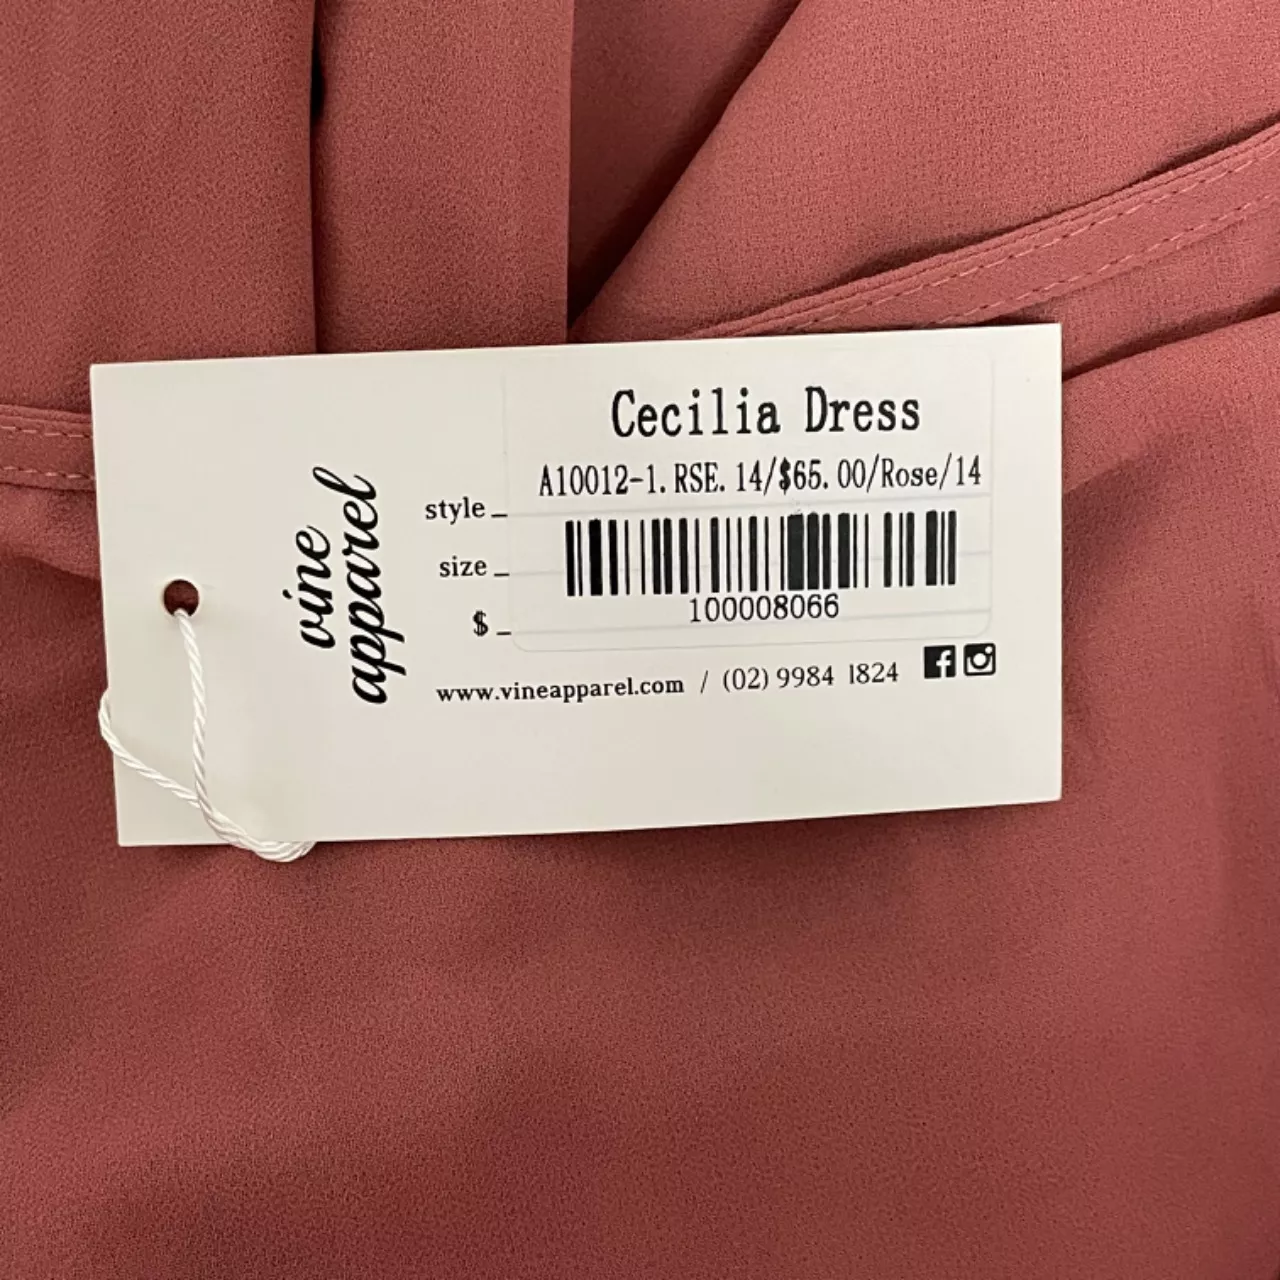 vine
apparel
Cecilia Dress
A10012-1. RSE. 14/$65. 00/Rose/14
style _
size _
$ _
100008066
www.vineapparel.com / (02) 9984 1824